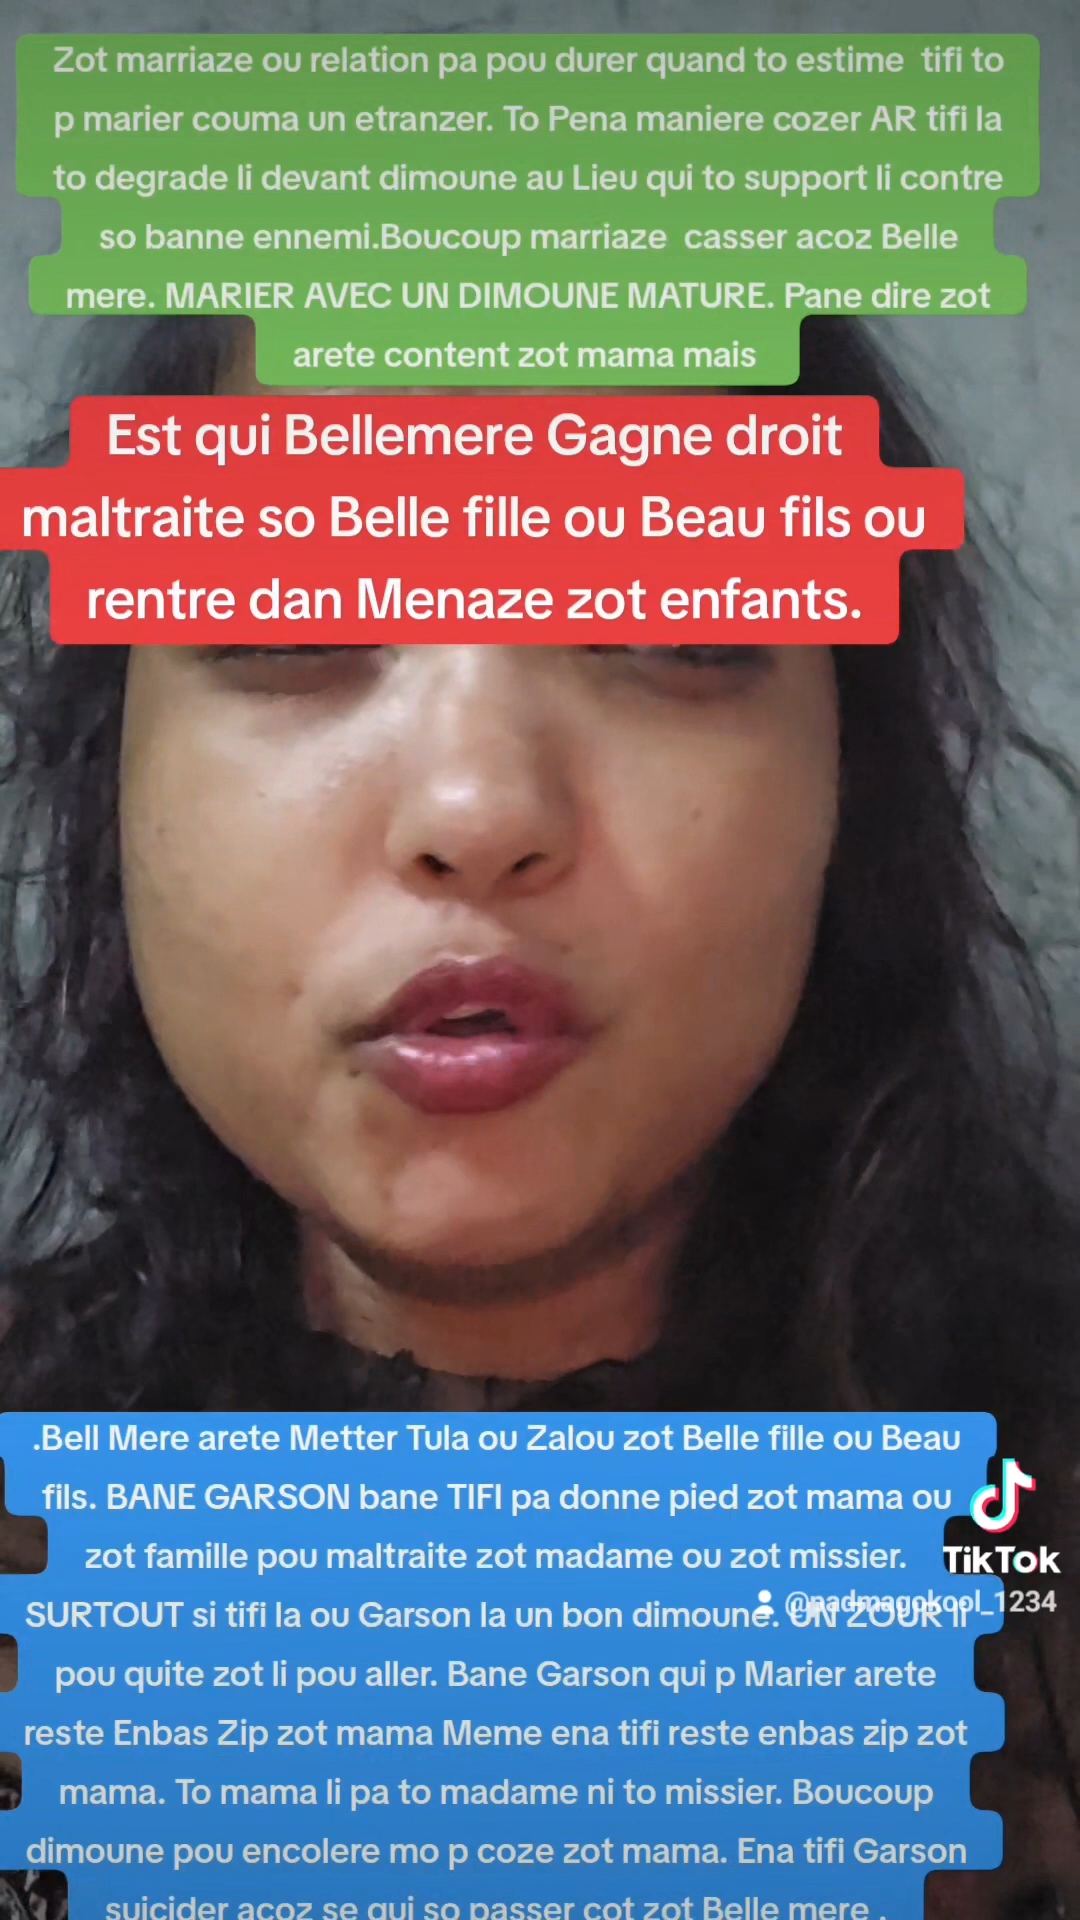 Zot marriaze ou relation pa pou durer quand to estime tifi to
p marier couma un etranzer. To Pena maniere cozer AR tifi la
to degrade li devant dimoune au Lieu qui to support li contre
so banne ennemi.Boucoup marriaze casser acoz Belle
mere. MARIER AVEC UN DIMOUNE MATURE. Pane dire zot
arete content zot mama mais
Est qui Bellemere Gagne droit
maltraite so Belle fille ou Beau fils ou
rentre dan Menaze zot enfants.
.Bell Mere arete Metter Tula ou Zalou zot Belle fille ou Beau
fils. BANE GARSON bane TIFI pa donne pied zot mama ou
zot famille pou maltraite zot madame ou zot missier.
SURTOUT si tifi la ou Garson la un bon dimoune. UN ZOUR li
pou quite zot li pou aller. Bane Garson qui p Marier arete
reste Enbas Zip zot mama Meme ena tifi reste enbas zip zot
mama. To mama li pa to madame ni to missier. Boucoup
dimoune pou encolere mo p coze zot mama. Ena tifi Garson
suicider acoz se qui so passer cot zot Belle mere .
TikTok
@padmagokool_1234